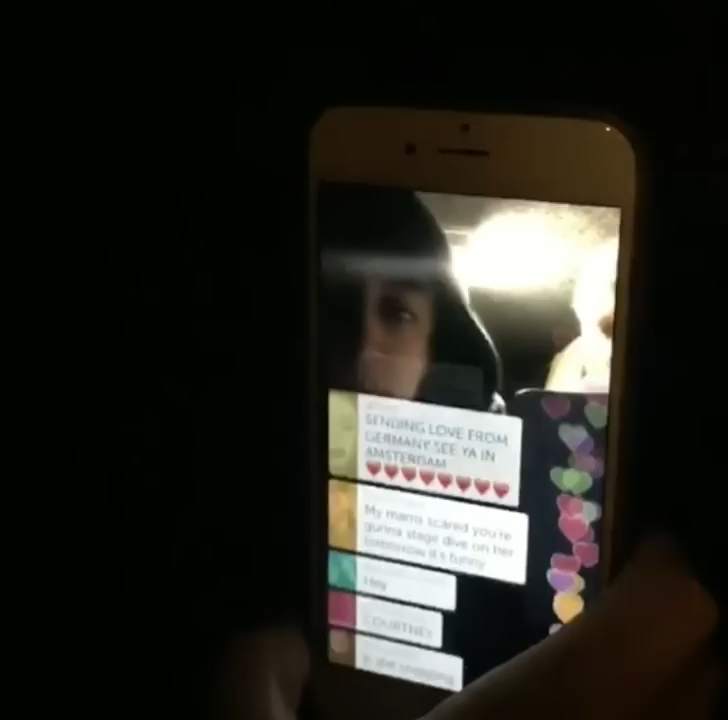 SENDING LOVE FROM
GERMANY SEE YA IN
AMSTERDAM
❤❤❤❤❤❤❤❤
My mams scared you're
gunna stage dive on her
tomorrow it's funny
Hey
COURTNEY